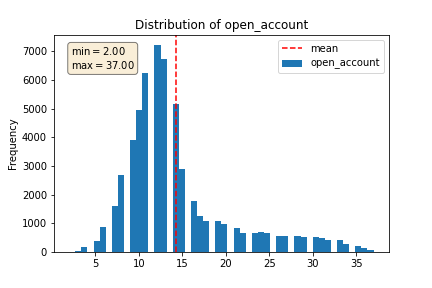 Distribution of open_account
min = 2.00
max = 37.00
mean
open_account
Frequency
7000
6000
5000
4000
3000
2000
1000
0
5 10 15 20 25 30 35